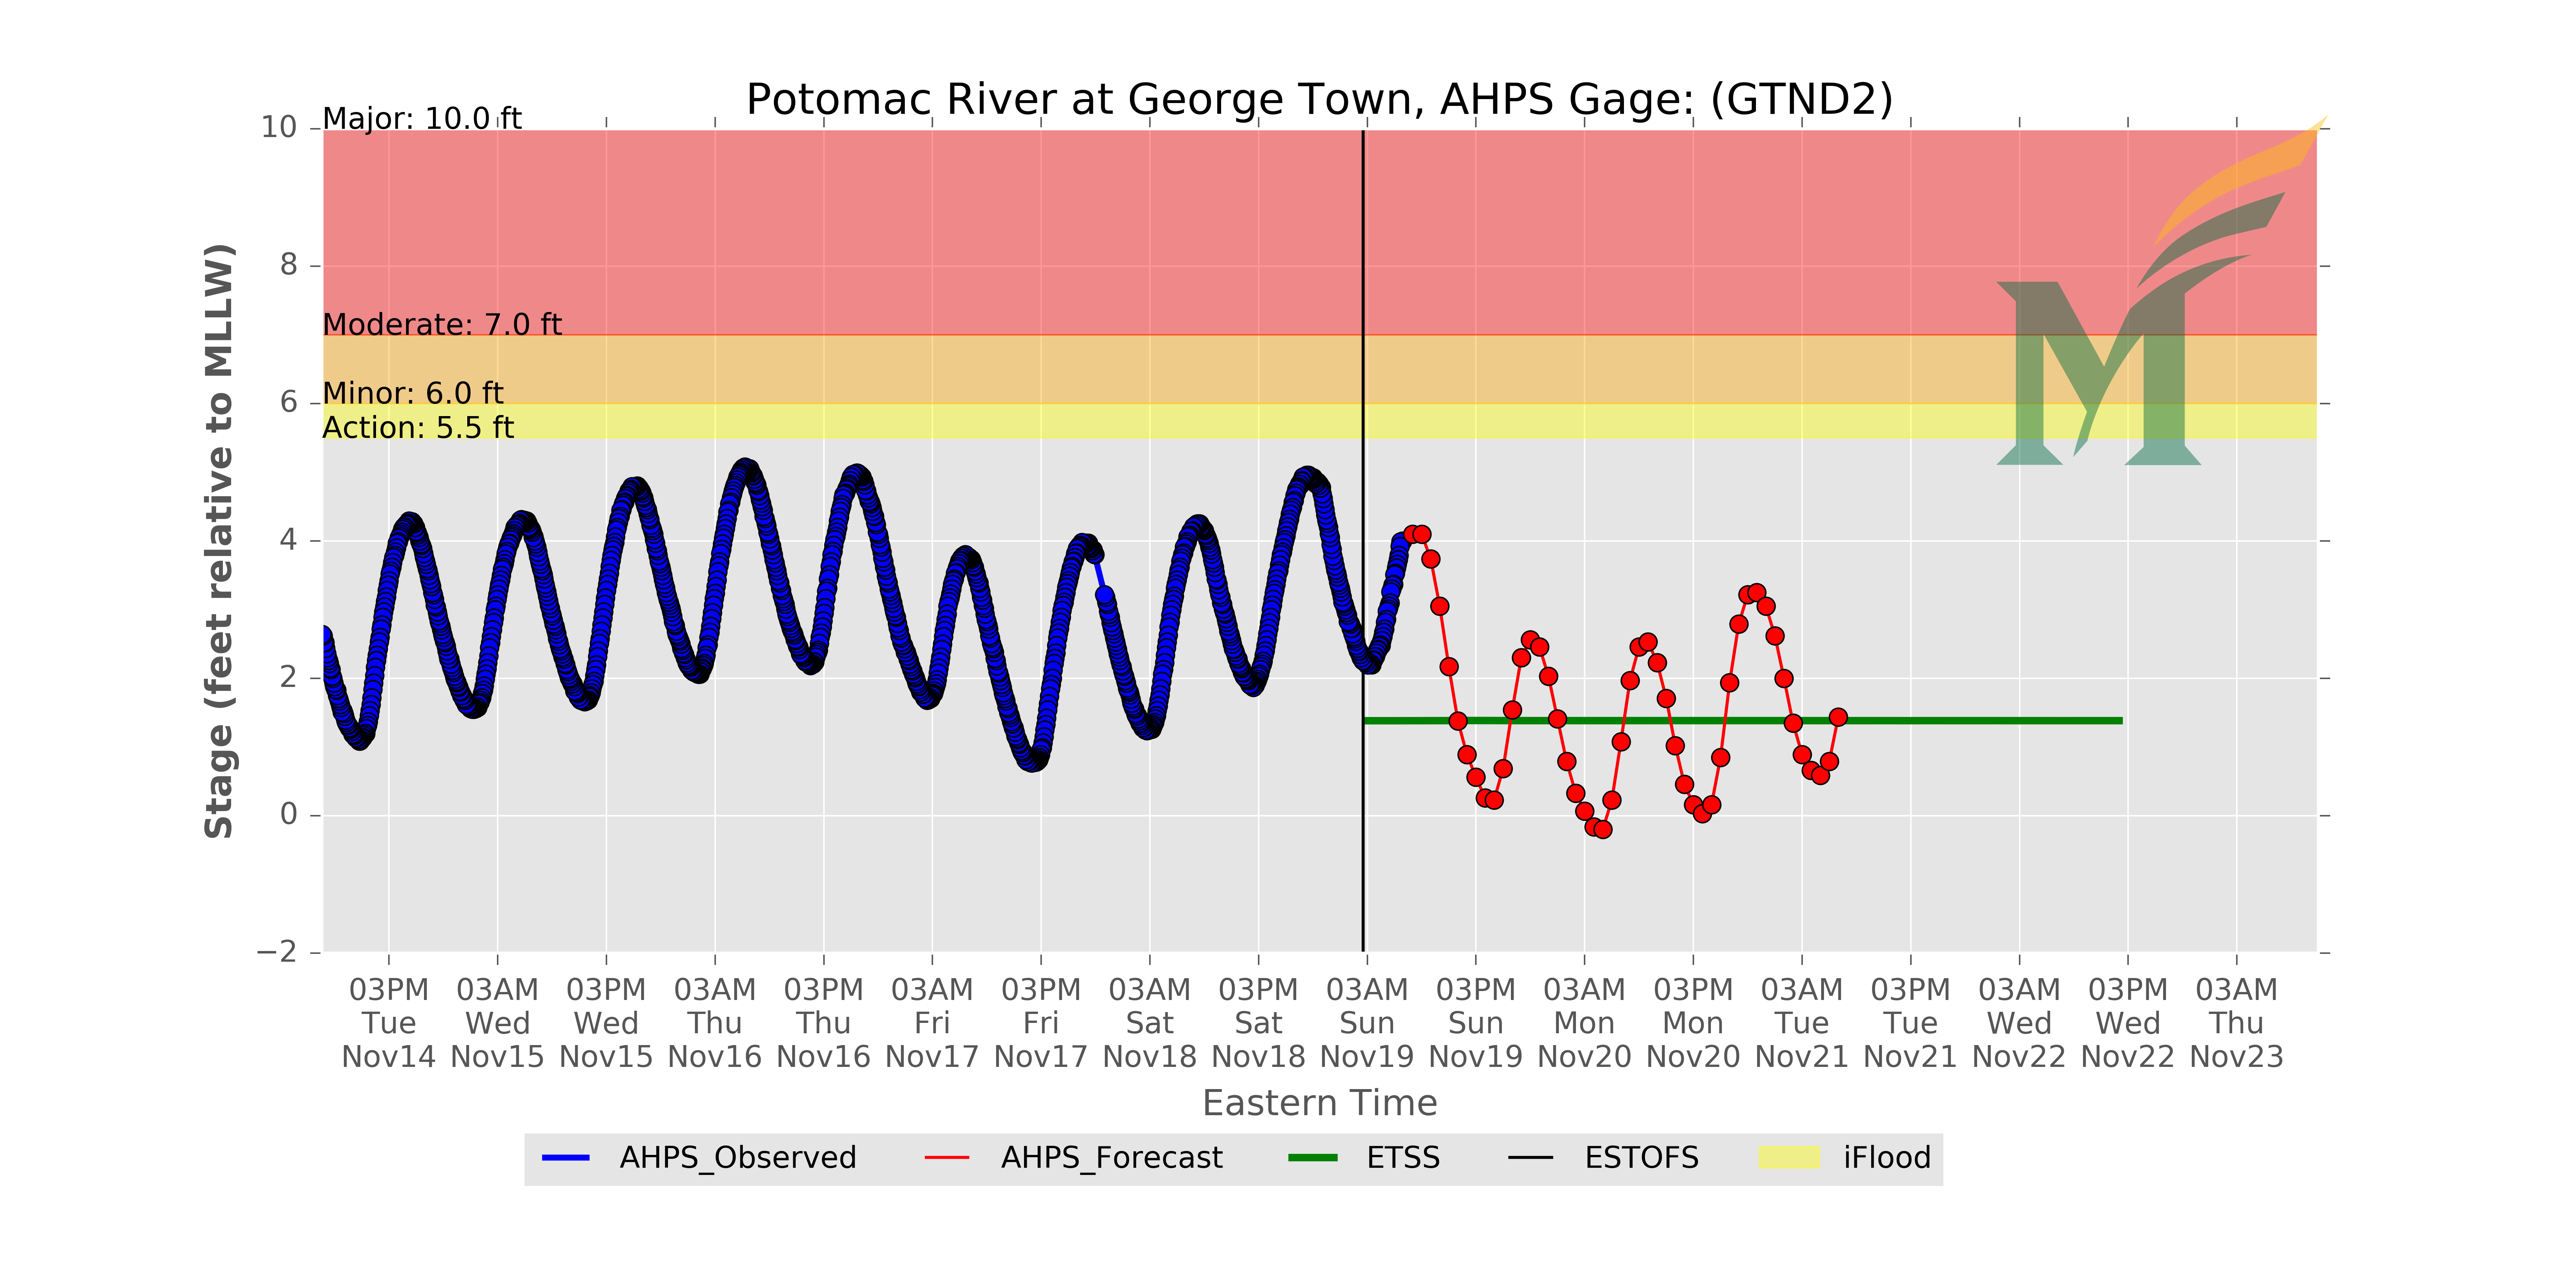 Potomac River at George Town, AHPS Gage: (GTND2)
Major: 10.0 ft
Moderate: 7.0 ft
Minor: 6.0 ft
Action: 5.5 ft
10
8
6
4
2
0
−2
Stage (feet relative to MLLW)
03PM 03AM 03PM 03AM 03PM 03AM 03PM 03AM 03PM 03AM 03PM 03AM 03PM 03AM 03PM 03AM 03PM 03AM
Tue Wed Wed Thu Thu Fri Fri Sat Sat Sun Sun Mon Mon Tue Tue Wed Wed Thu
Nov14 Nov15 Nov15 Nov16 Nov16 Nov17 Nov17 Nov18 Nov18 Nov19 Nov19 Nov20 Nov20 Nov21 Nov21 Nov22 Nov22 Nov23
Eastern Time
AHPS_Observed AHPS_Forecast ETSS ESTOFS iFlood